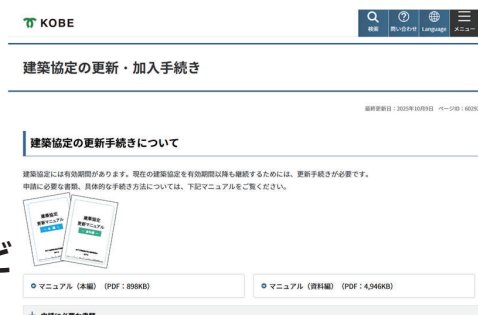 KOBE
検索
問い合わせ
Language
メニュー
建築協定の更新・加入手続き
最終更新日：2025年10月9日 ページID：6029
建築協定の更新手続きについて
建築協定には有効期間があります。現在の建築協定を有効期間以降も継続するためには、更新手続きが必要です。
申請に必要な書類、具体的な手続き方法については、下記マニュアルをご覧ください。
建築協定
更新マニュアル
建築協定
更新マニュアル
ど
マニュアル（本編）（PDF：898KB）
マニュアル（資料編）（PDF：4,946KB）